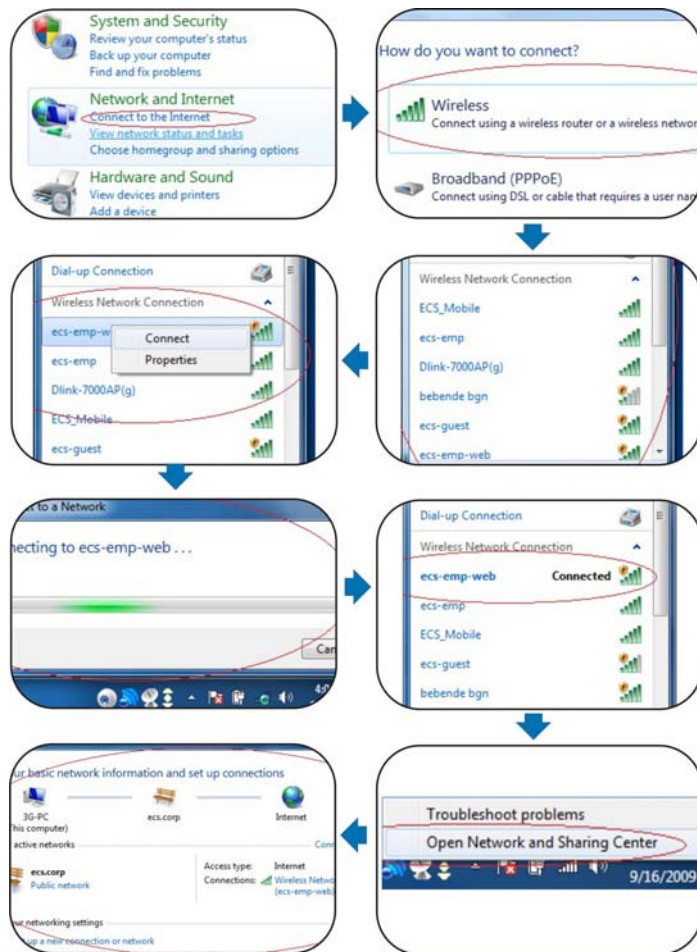 System and Security
Review your computer's status
Back up your computer
Find and fix problems
Network and Internet
Connect to the Internet
View network status and tasks
Choose homegroup and sharing options
Hardware and Sound
View devices and printers
Add a device
How do you want to connect?
Wireless
Connect using a wireless router or a wireless networ
Broadband (PPPoE)
Connect using DSL or cable that requires a user nam
Wireless Network Connection
ECS_Mobile
ecs-emp
Dlink-7000AP(g)
bebende bgn
ecs-guest
ecs-emp-web
Dial-up Connection
Wireless Network Connection
ecs-emp-w
Connect
ecs-emp
Properties
Dlink-7000AP(g)
ECS_Mobile
ecs-guest
ct to a Network
necting to ecs-emp-web . . .
Can
4:0
Dial-up Connection
Wireless Network Connection
ecs-emp-web Connected
ecs-emp
ECS_Mobile
ecs-guest
bebende bgn
Troubleshoot problems
Open Network and Sharing Center
9/16/2009
ur basic network information and set up connections
3G-PC ecs.corp Internet
his computer)
active networks Conn
ecs.corp Access type: Internet
Public network Connections: Wireless Netwo
(ecs-emp-web)
ur networking settings
up a new connection or network